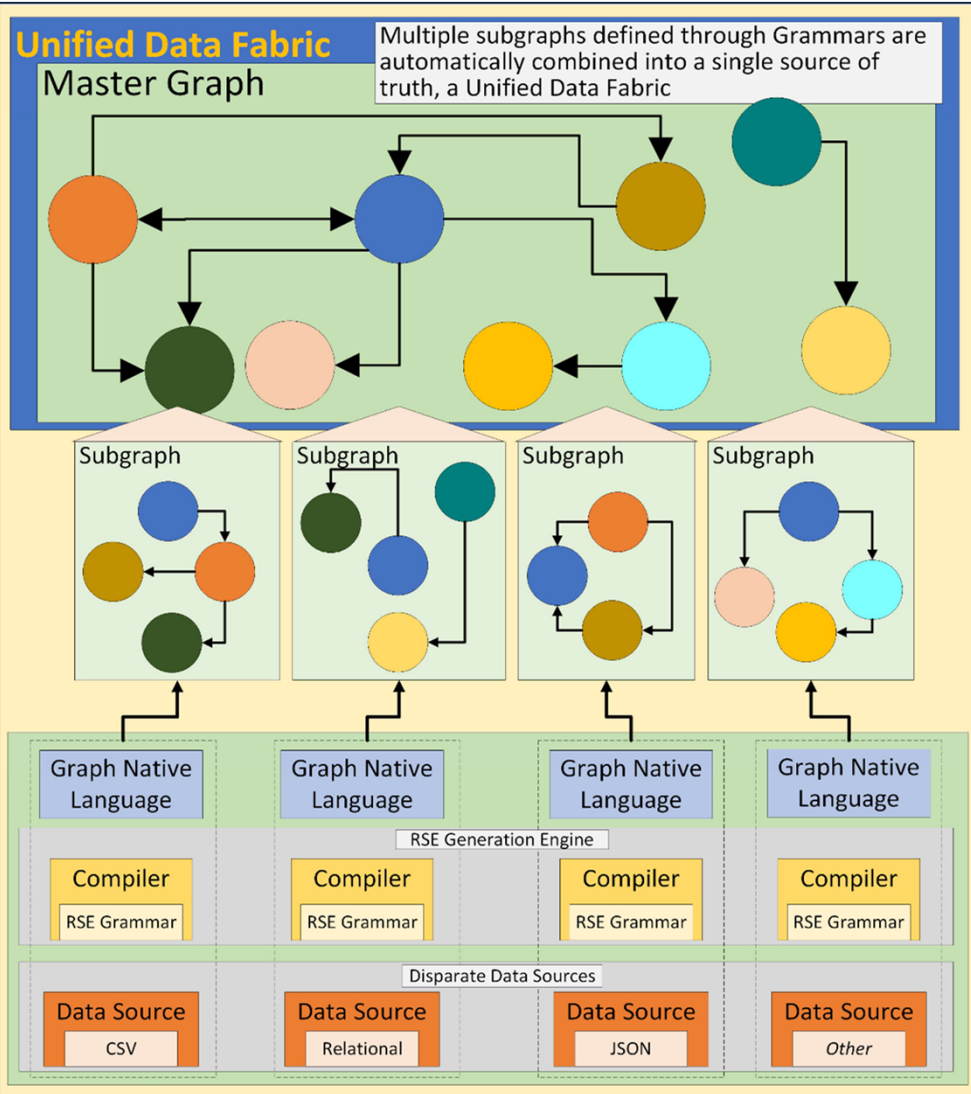 Unified Data Fabric
Multiple subgraphs defined through Grammars are
automatically combined into a single source of
truth, a Unified Data Fabric
Master Graph
Subgraph
Subgraph
Subgraph
Subgraph
Graph Native
Language
Graph Native
Language
Graph Native
Language
Graph Native
Language
RSE Generation Engine
Compiler
RSE Grammar
Compiler
RSE Grammar
Compiler
RSE Grammar
Compiler
RSE Grammar
Disparate Data Sources
Data Source
CSV
Data Source
Relational
Data Source
JSON
Data Source
Other